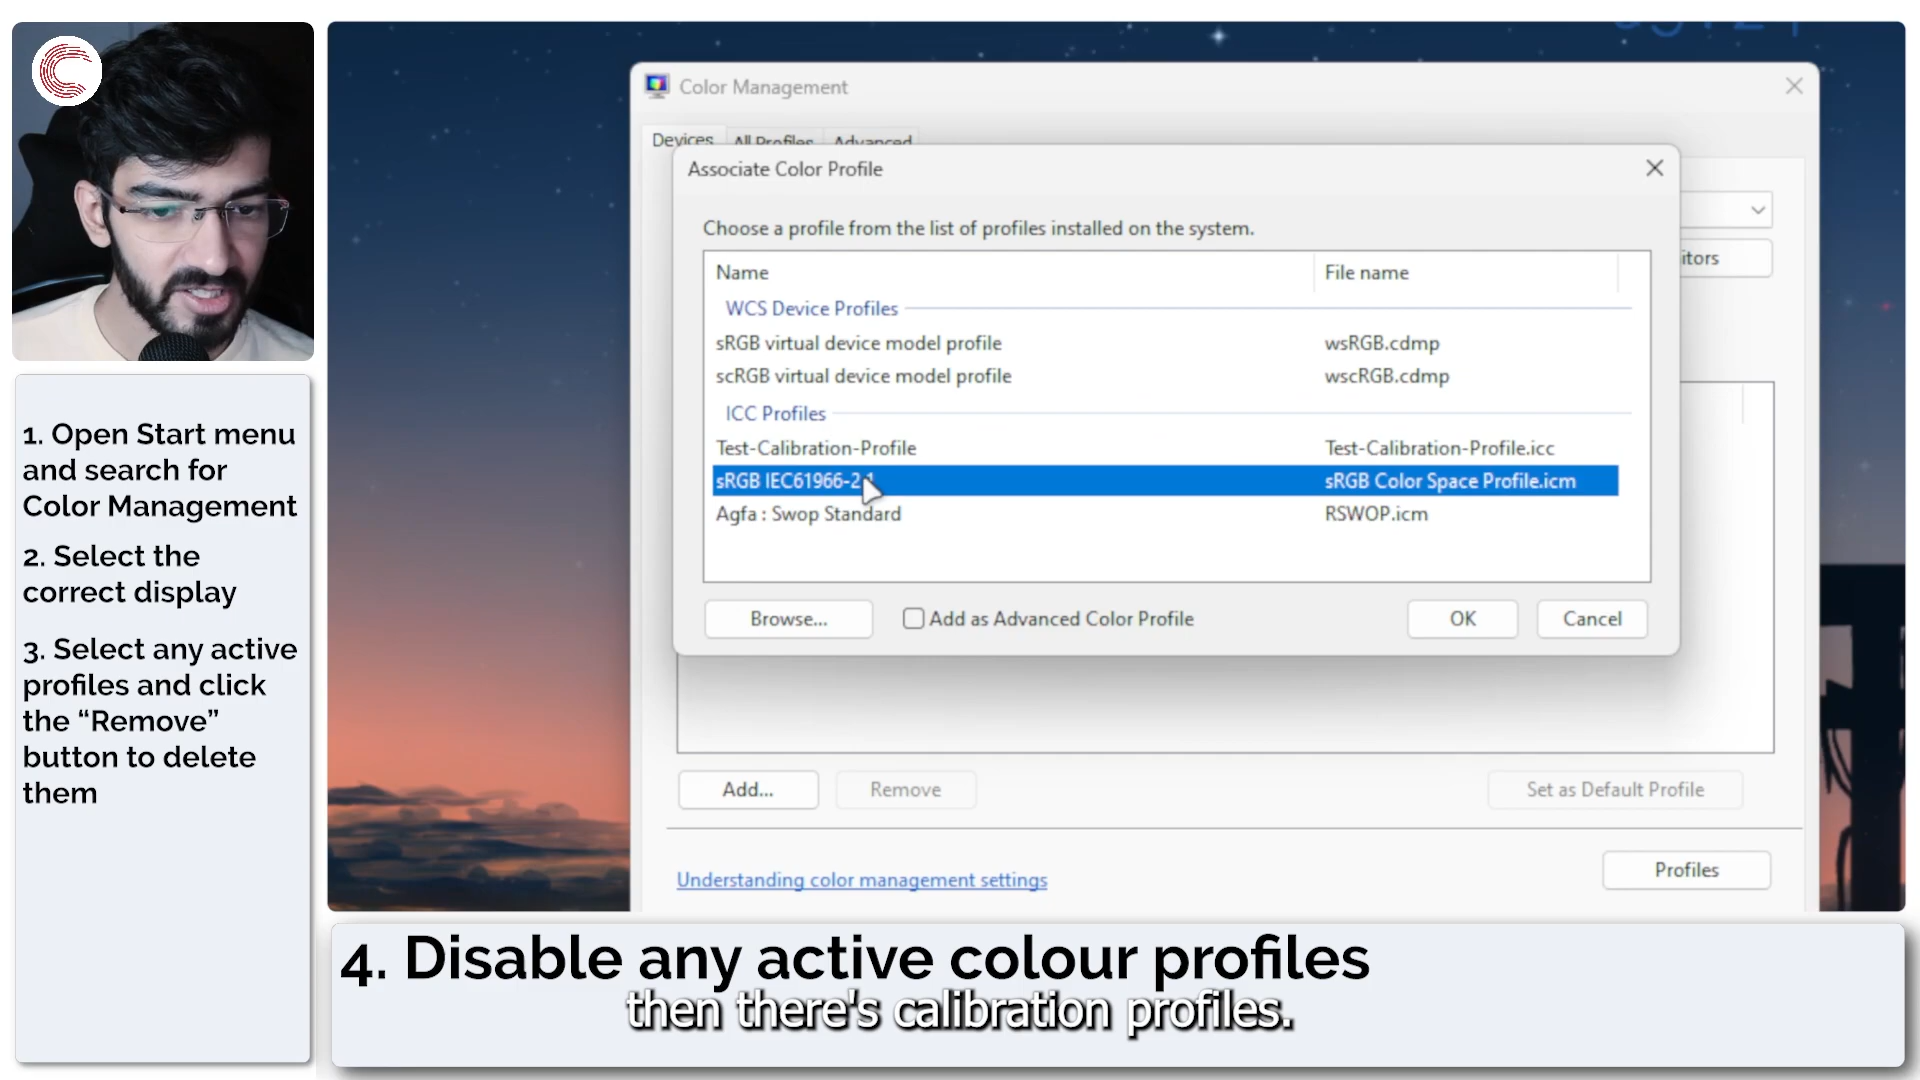 Color Management
Devices All Profiles Advanced
Associate Color Profile
Choose a profile from the list of profiles installed on the system.
itors
Name File name
WCS Device Profiles
sRGB virtual device model profile wsRGB.cdmp
scRGB virtual device model profile wscRGB.cdmp
ICC Profiles
Test-Calibration-Profile Test-Calibration-Profile.icc
sRGB IEC61966-2.1 sRGB Color Space Profile.icm
Agfa : Swop Standard RSWOP.icm
Browse... Add as Advanced Color Profile OK Cancel
Add... Remove Set as Default Profile
Understanding color management settings Profiles
1. Open Start menu
and search for
Color Management
2. Select the
correct display
3. Select any active
profiles and click
the “Remove”
button to delete
them
4. Disable any active colour profiles
then there's calibration profiles.